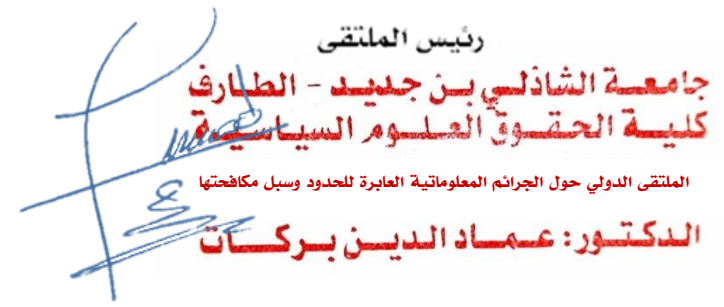 رئيس الملتقى
جامعة الشاذلي بن جديد - الطارف
كلية الحقوق العلوم السياسية
الملتقى الدولي حول الجرائم المعلوماتية العابرة للحدود وسبل مكافحتها
الدكتور: عماد الدين بركات